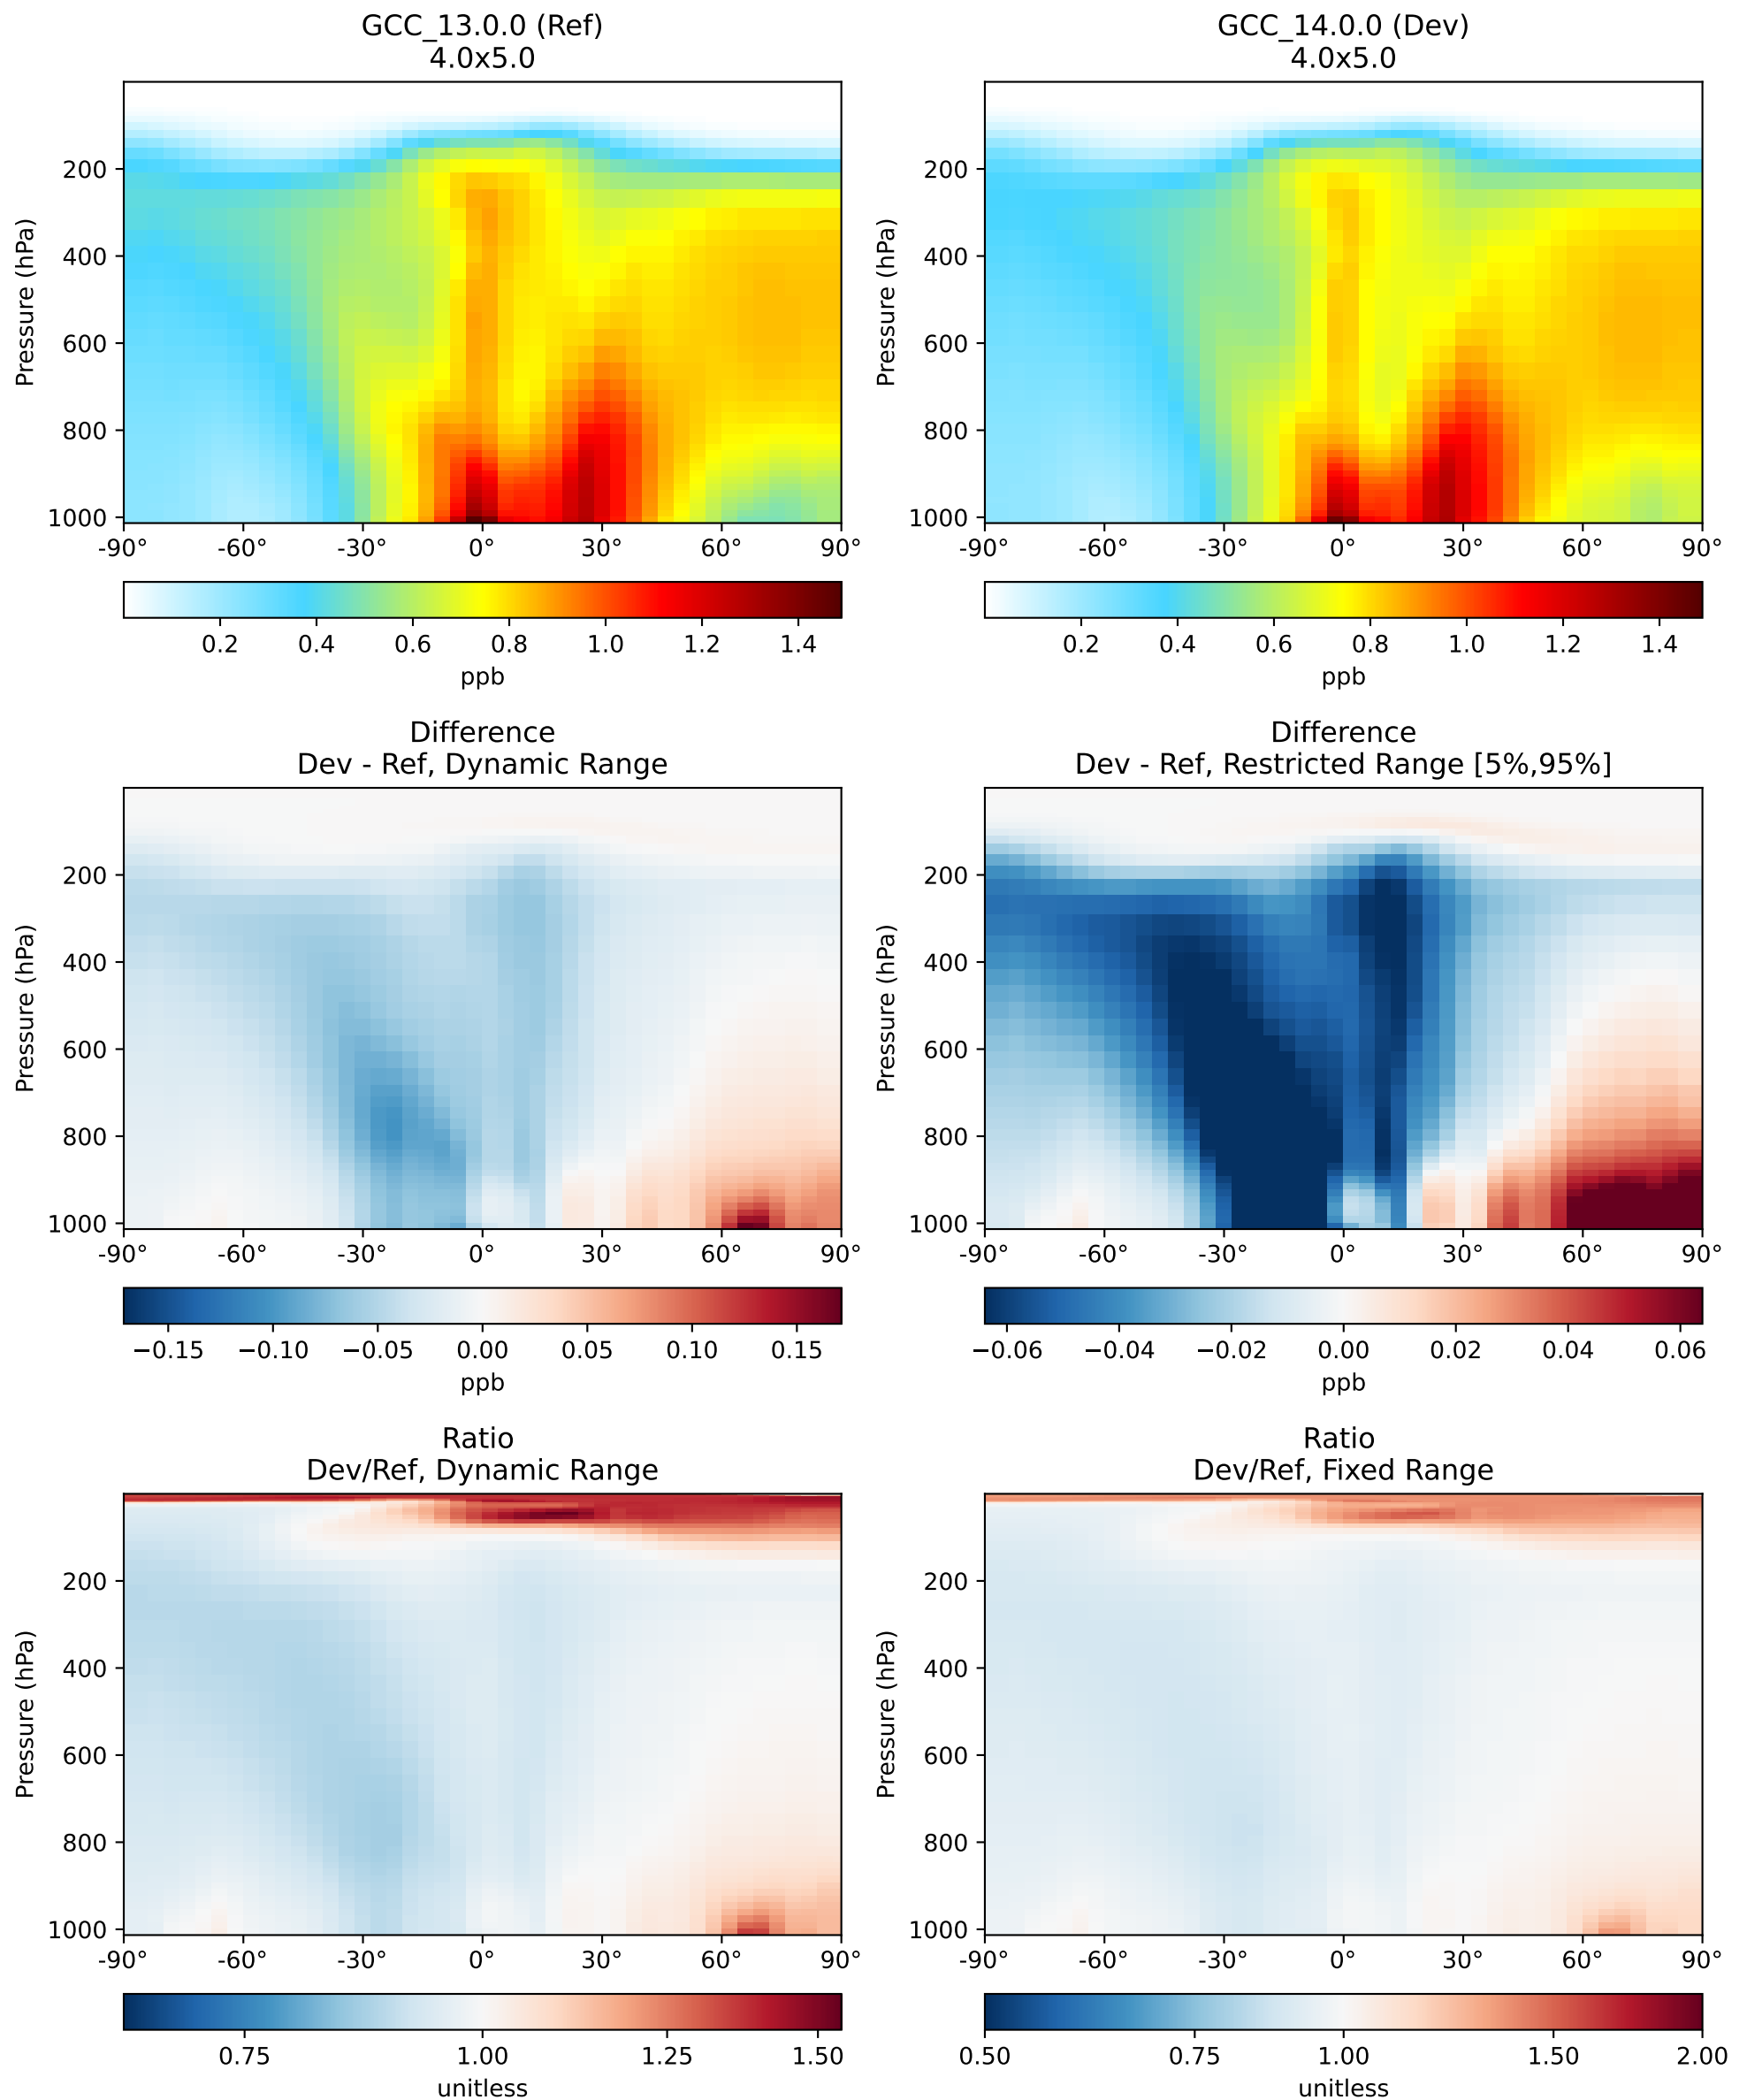 GCC_13.0.0 (Ref)
4.0x5.0
Pressure (hPa)
200
400
600
800
1000
-90° -60° -30° 0° 30° 60° 90°
0.2 0.4 0.6 0.8 1.0 1.2 1.4
ppb
GCC_14.0.0 (Dev)
4.0x5.0
Pressure (hPa)
200
400
600
800
1000
-90° -60° -30° 0° 30° 60° 90°
0.2 0.4 0.6 0.8 1.0 1.2 1.4
ppb
Difference
Dev - Ref, Dynamic Range
Pressure (hPa)
200
400
600
800
1000
-90° -60° -30° 0° 30° 60° 90°
−0.15 −0.10 −0.05 0.00 0.05 0.10 0.15
ppb
Difference
Dev - Ref, Restricted Range [5%,95%]
Pressure (hPa)
200
400
600
800
1000
-90° -60° -30° 0° 30° 60° 90°
−0.06 −0.04 −0.02 0.00 0.02 0.04 0.06
ppb
Ratio
Dev/Ref, Dynamic Range
Pressure (hPa)
200
400
600
800
1000
-90° -60° -30° 0° 30° 60° 90°
0.75 1.00 1.25 1.50
unitless
Ratio
Dev/Ref, Fixed Range
Pressure (hPa)
200
400
600
800
1000
-90° -60° -30° 0° 30° 60° 90°
0.50 0.75 1.00 1.50 2.00
unitless